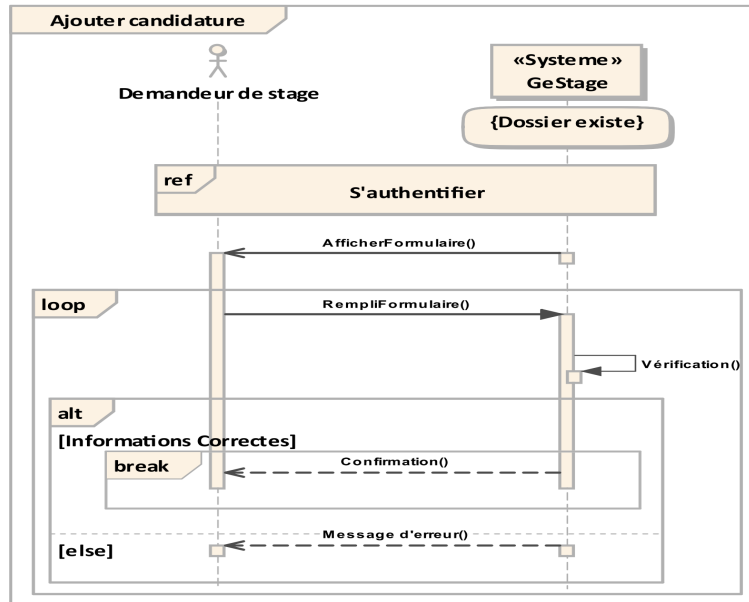 Ajouter candidature
«Systeme»
GeStage
Demandeur de stage
{Dossier existe}
ref
S'authentifier
AfficherFormulaire()
loop
RempliFormulaire()
Vérification()
alt
[Informations Correctes]
break
Confirmation()
Message d'erreur()
[else]